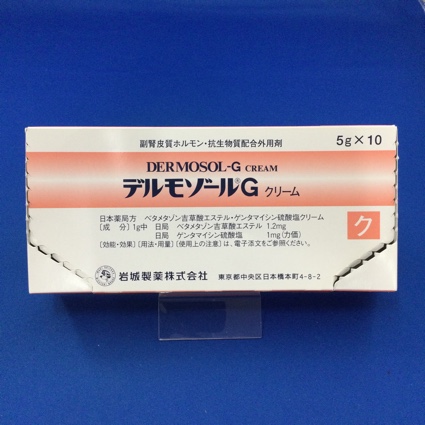 副腎皮質ホルモン・抗生物質配合外用剤
5g×10
DERMOSOL-G CREAM
デルモゾール®G クリーム
日本薬局方 ベタメタゾン吉草酸エステル・ゲンタマイシン硫酸塩クリーム
〔成 分〕1g中 日局 ベタメタゾン吉草酸エステル 1.2mg
日局 ゲンタマイシン硫酸塩 1mg(力価)
〔効能・効果〕〔用法・用量〕〔使用上の注意〕は、電子添文をご参照ください。
ク
岩城製薬株式会社 東京都中央区日本橋本町4-8-2